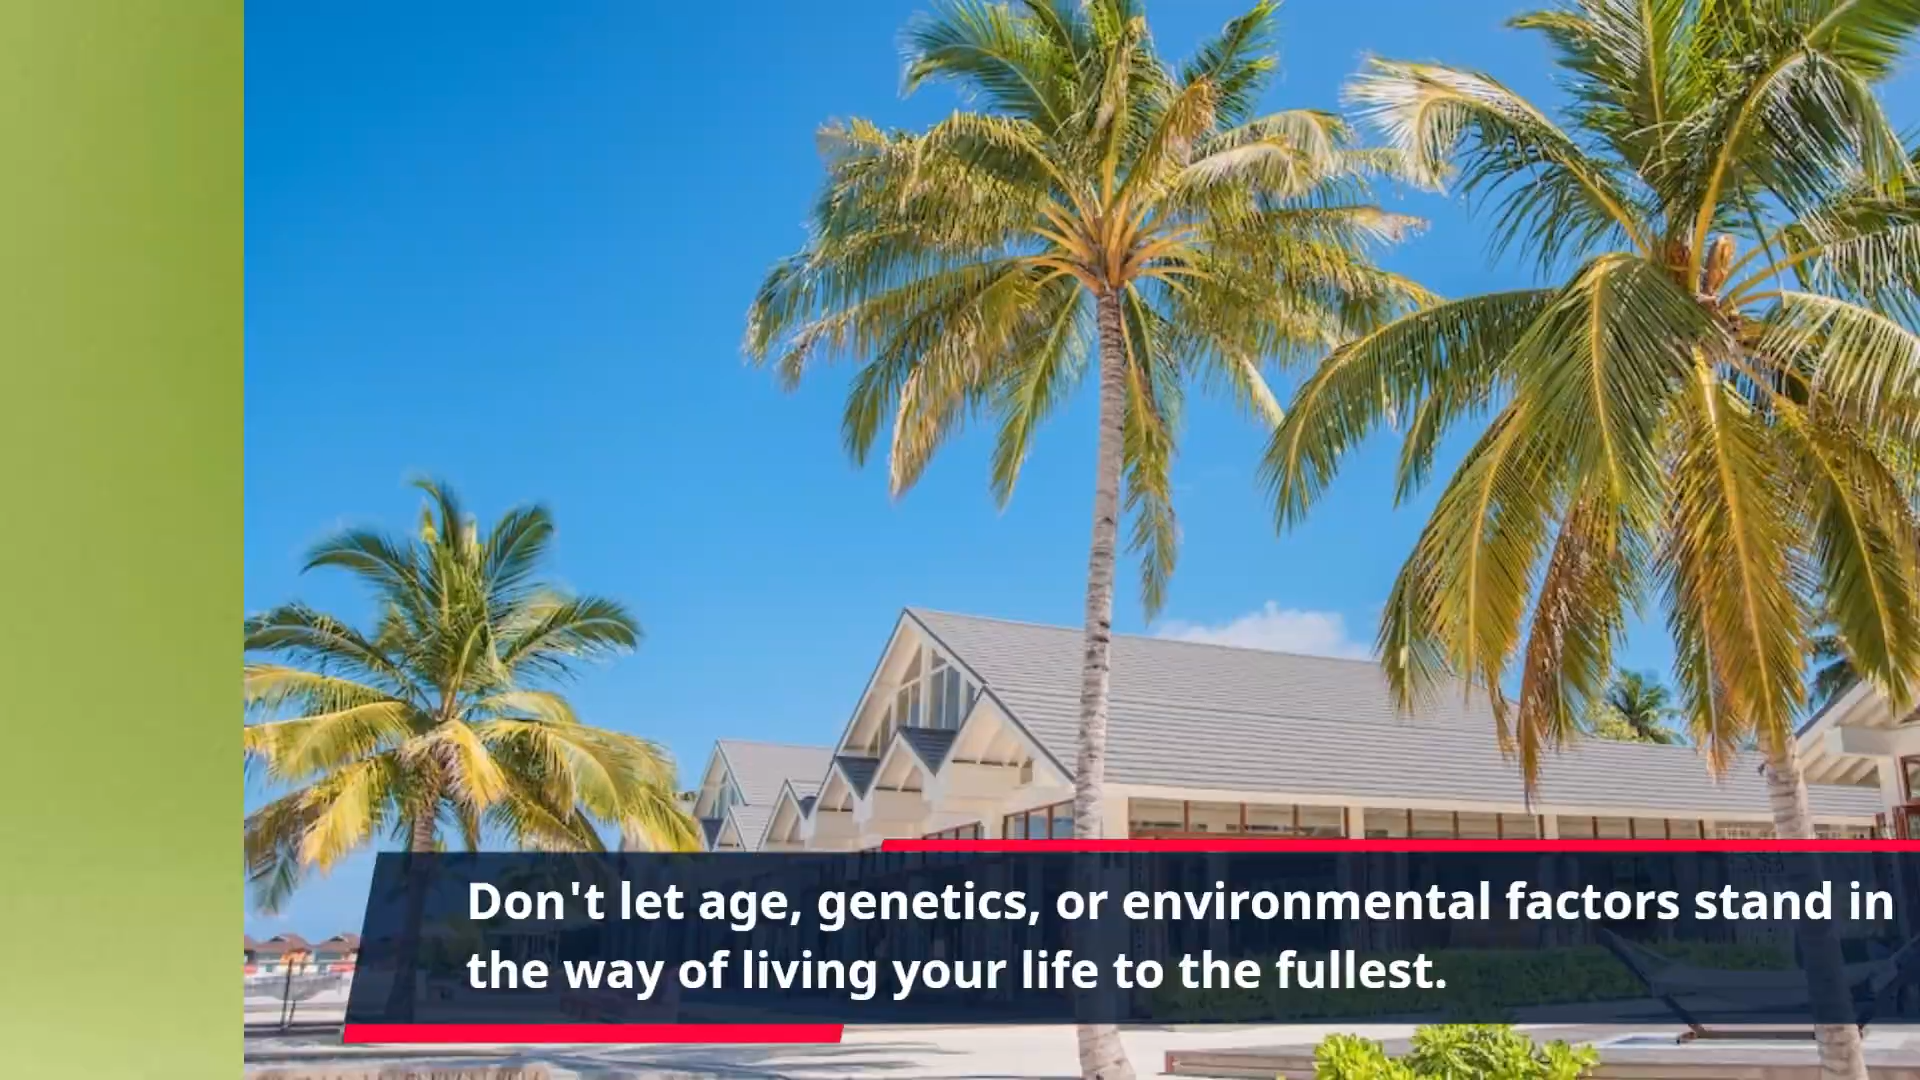 Don't let age, genetics, or environmental factors stand in
the way of living your life to the fullest.